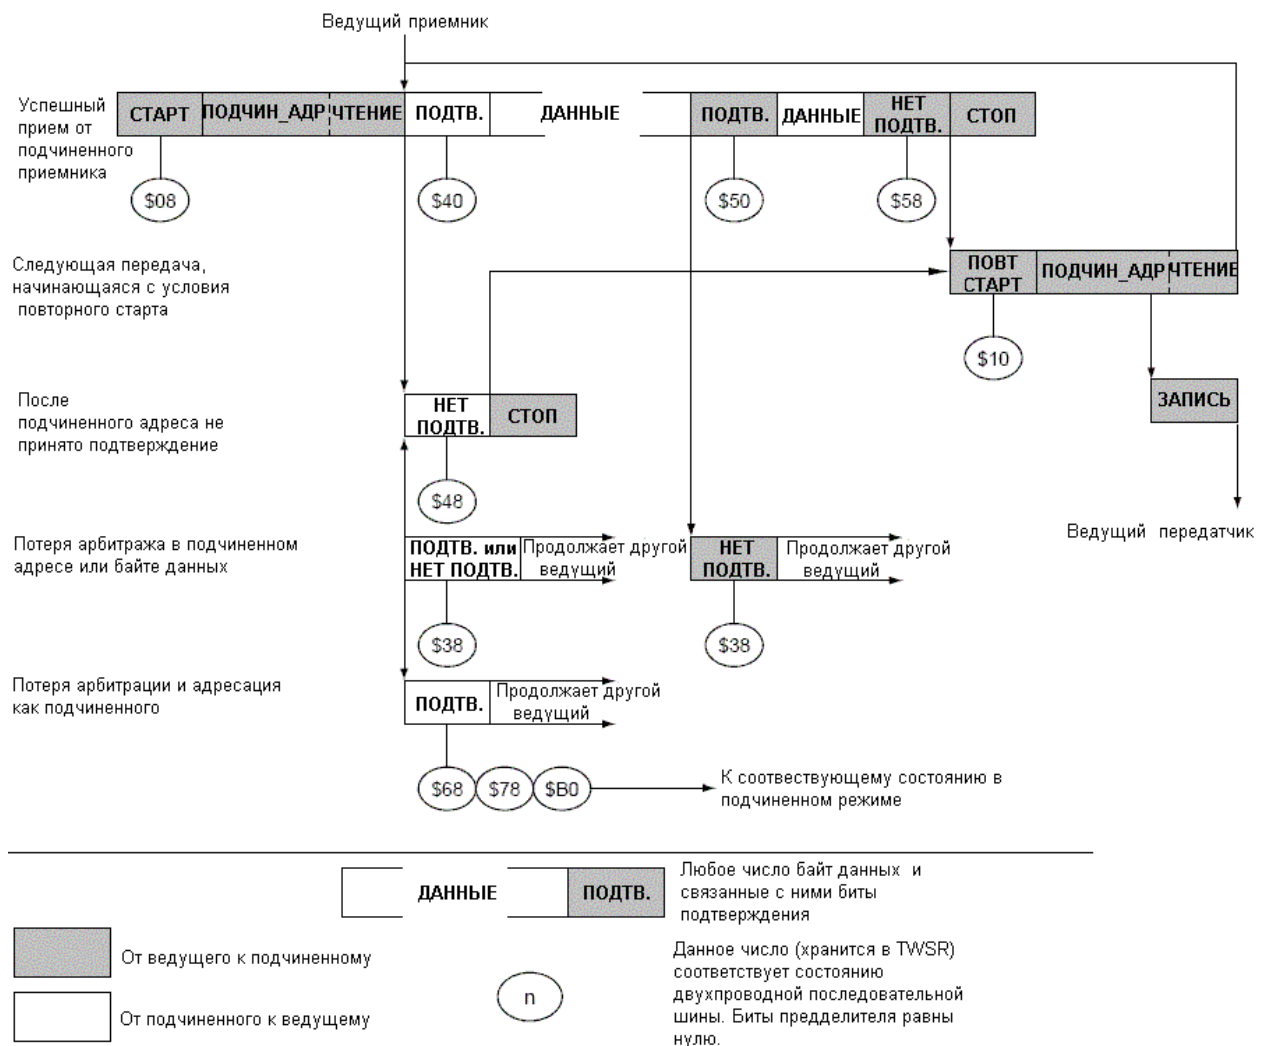 Ведущий приемник
Успешный
прием от
подчиненного
приемника
СТАРТ
ПОДЧИН_АДР
ЧТЕНИЕ
ПОДТВ.
ДАННЫЕ
ПОДТВ.
ДАННЫЕ
НЕТ
ПОДТВ.
СТОП
$08
$40
$50
$58
Следующая передача,
начинающаяся с условия
повторного старта
ПОВТ
СТАРТ
ПОДЧИН_АДР
ЧТЕНИЕ
$10
После
подчиненного адреса не
принято подтверждение
НЕТ
ПОДТВ.
СТОП
ЗАПИСЬ
$48
Ведущий передатчик
Потеря арбитража в подчиненном
адресе или байте данных
ПОДТВ. или
НЕТ ПОДТВ.
Продолжает другой
ведущий
НЕТ
ПОДТВ.
Продолжает другой
ведущий
$38
$38
Потеря арбитрации и адресация
как подчиненного
ПОДТВ.
Продолжает другой
ведущий
$68
$78
$B0
К соотвествующему состоянию в
подчиненном режиме
ДАННЫЕ
ПОДТВ.
Любое число байт данных и
связанные с ними биты
подтверждения
От ведущего к подчиненному
От подчиненного к ведущему
n
Данное число (хранится в TWSR)
соответствует состоянию
двухпроводной последовательной
шины. Биты предделителя равны
нулю.